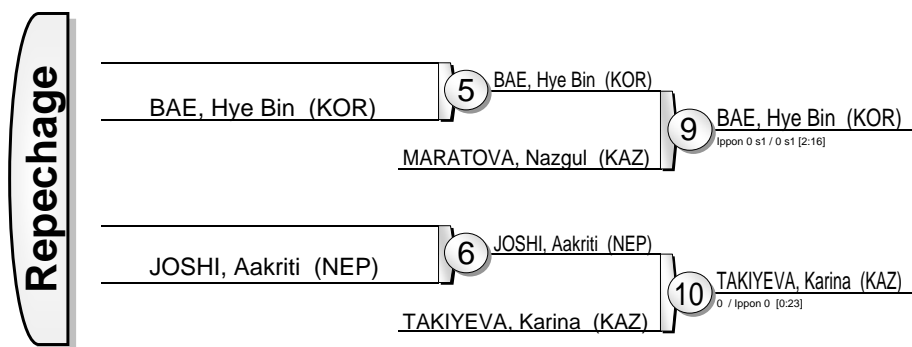 Repechage
BAE, Hye Bin (KOR)
5
BAE, Hye Bin (KOR)
MARATOVA, Nazgul (KAZ)
9
BAE, Hye Bin (KOR)
Ippon 0 s1 / 0 s1 [2:16]
JOSHI, Aakriti (NEP)
6
JOSHI, Aakriti (NEP)
TAKIYEVA, Karina (KAZ)
10
TAKIYEVA, Karina (KAZ)
0 / Ippon 0 [0:23]